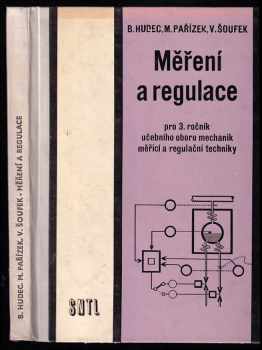 B. HUDEC, M. PAŘÍZEK, V. ŠOUFEK - MĚŘENÍ A REGULACE
B. HUDEC, M. PAŘÍZEK, V. ŠOUFEK
Měření
a regulace
pro 3. ročník
učebního oboru mechanik
měřicí a regulační techniky
SNTL